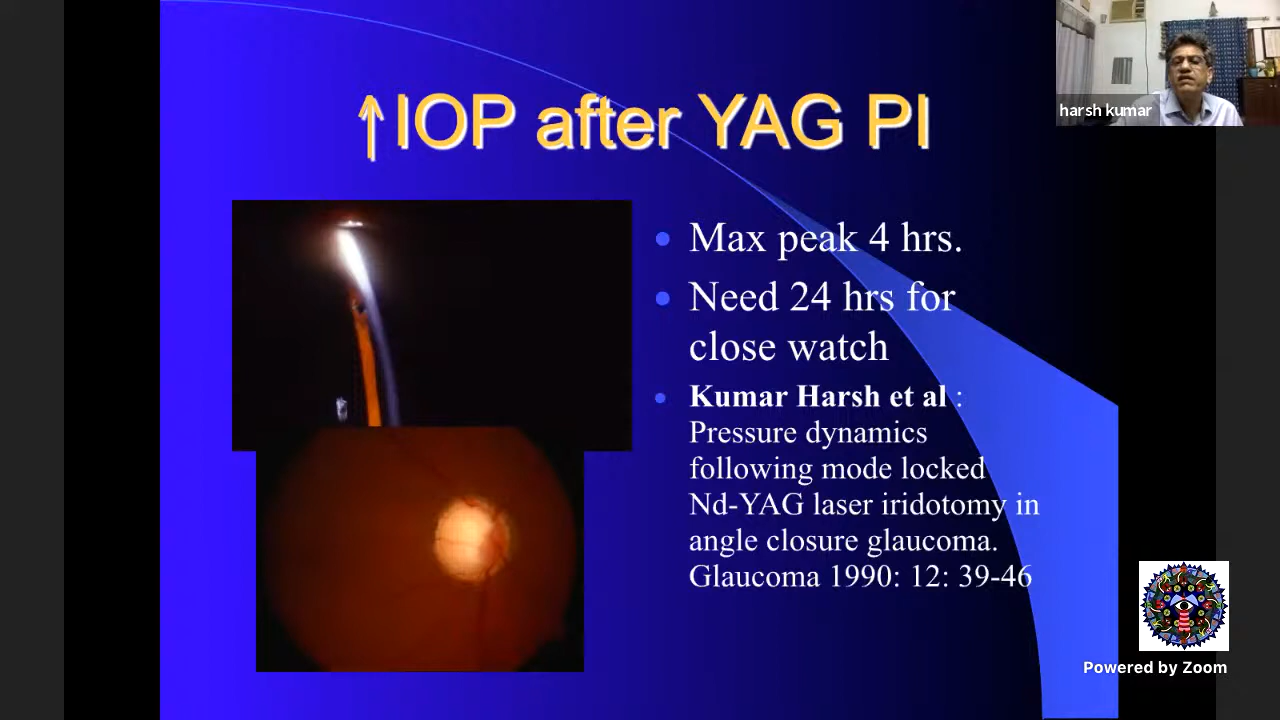 ↑IOP after YAG PI
harsh kumar
Max peak 4 hrs.
Need 24 hrs for
close watch
Kumar Harsh et al :
Pressure dynamics
following mode locked
Nd-YAG laser iridotomy in
angle closure glaucoma.
Glaucoma 1990: 12: 39-46
Powered by Zoom